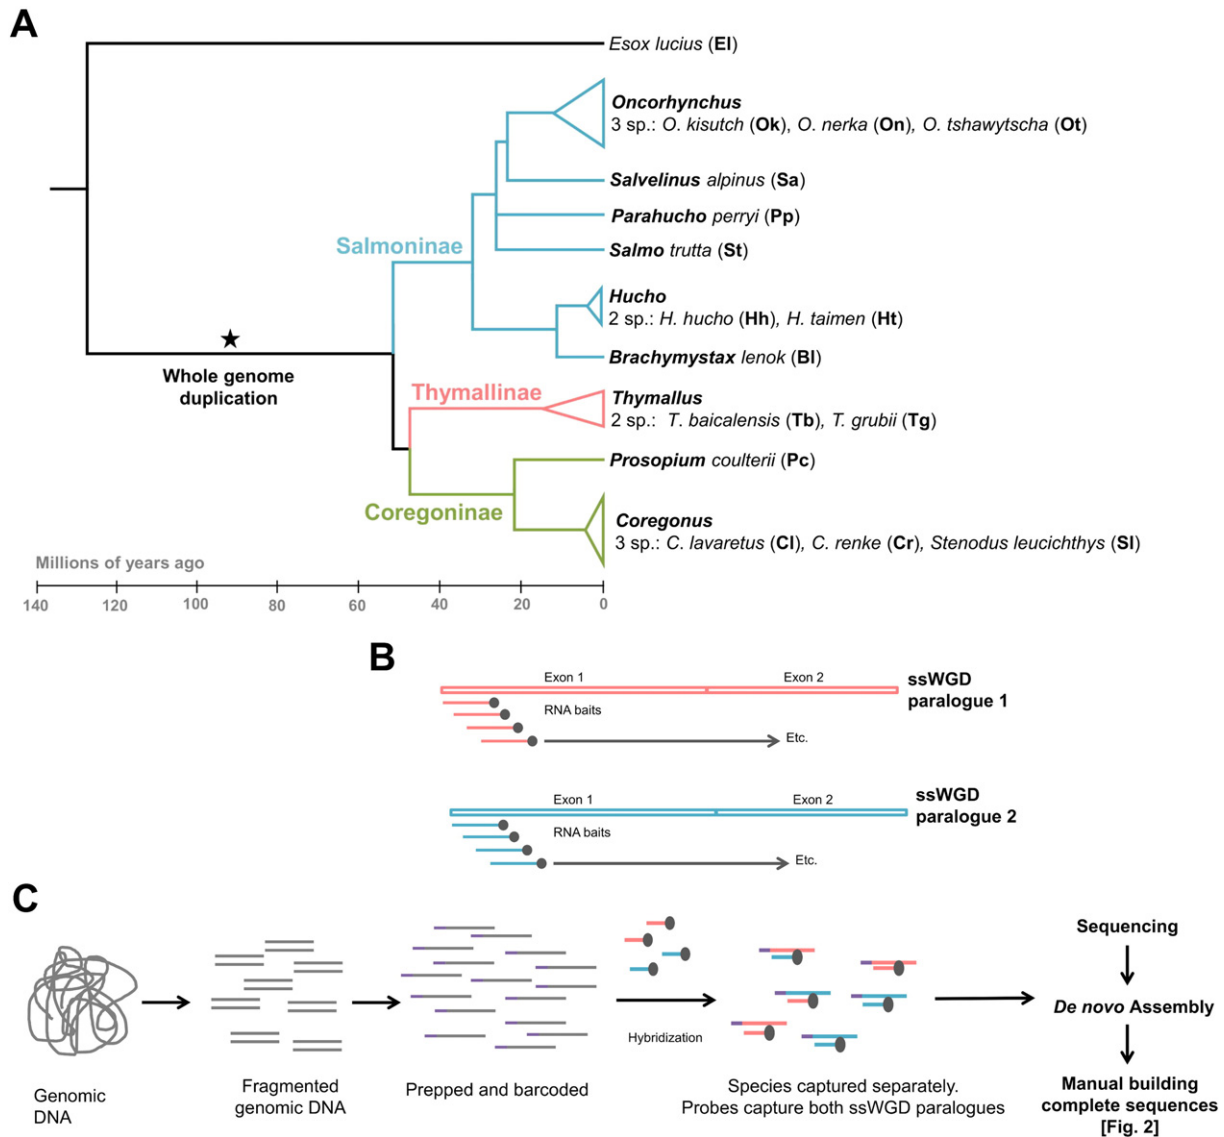 A
Esox lucius (El)
Oncorhynchus
3 sp.: O. kisutch (Ok), O. nerka (On), O. tshawytscha (Ot)
Salvelinus alpinus (Sa)
Parahucho perryi (Pp)
Salmoninae
Salmo trutta (St)
Hucho
2 sp.: H. hucho (Hh), H. taimen (Ht)
Brachymystax lenok (Bl)
Whole genome
duplication
Thymallinae
Thymallus
2 sp.: T. baicalensis (Tb), T. grubii (Tg)
Prosopium coulterii (Pc)
Coregoninae
Coregonus
3 sp.: C. lavaretus (Cl), C. renke (Cr), Stenodus leucichthys (Sl)
Millions of years ago
140 120 100 80 60 40 20 0
B
Exon 1 Exon 2
ssWGD
paralogue 1
RNA baits
Etc.
Exon 1 Exon 2
ssWGD
paralogue 2
RNA baits
Etc.
C
Sequencing
De novo Assembly
Hybridization
Manual building
complete sequences
[Fig. 2]
Genomic
DNA
Fragmented
genomic DNA
Prepped and barcoded
Species captured separately.
Probes capture both ssWGD paralogues